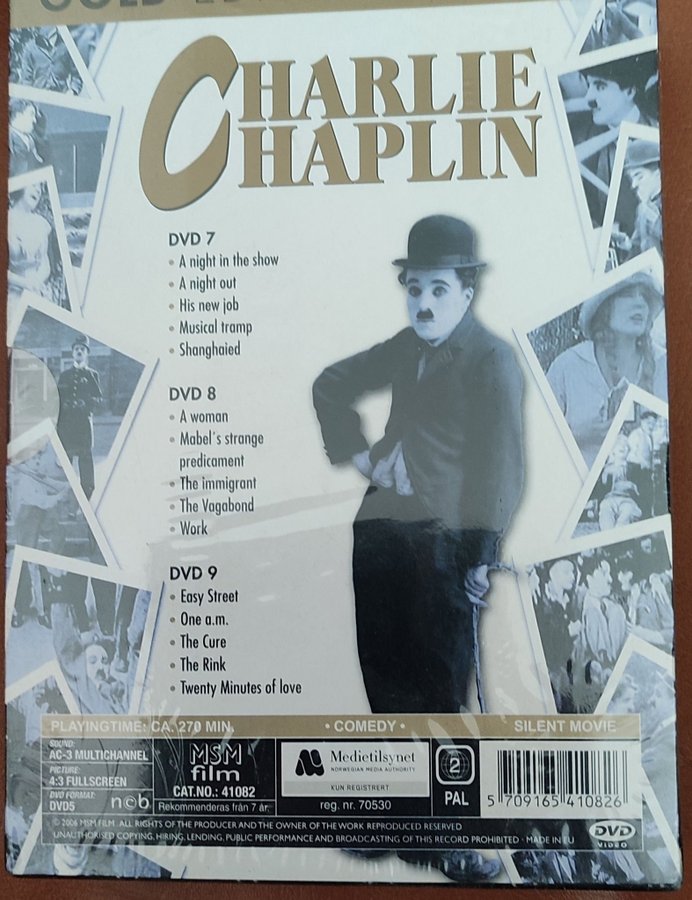 CHARLIE
CHAPLIN
DVD 7
• A night in the show
• A night out
• His new job
• Musical tramp
• Shanghaied
DVD 8
• A woman
• Mabel´s strange
predicament
• The immigrant
• The Vagabond
• Work
DVD 9
• Easy Street
• One a.m.
• The Cure
• The Rink
• Twenty Minutes of love
PLAYINGTIME: CA. 270 MIN. • COMEDY • SILENT MOVIE
SOUND:
AC-3 MULTICHANNEL
PICTURE:
4:3 FULLSCREEN
DVD FORMAT:
DVD5
ncb
MSM
film
CAT.NO.: 41082
Rekommenderas från 7 år.
Medietilsynet
NORWEGIAN MEDIA AUTHORITY
KUN REGISTRERT
reg. nr. 70530
2
PAL
5 709165 410826
DVD
VIDEO
© 2006 MSM FILM. ALL RIGHTS OF THE PRODUCER AND THE OWNER OF THE WORK REPRODUCED RESERVED
UNAUTHORISED COPYING, HIRING, LENDING, PUBLIC PERFORMANCE AND BROADCASTING OF THIS RECORD PROHIBITED · MADE IN EU